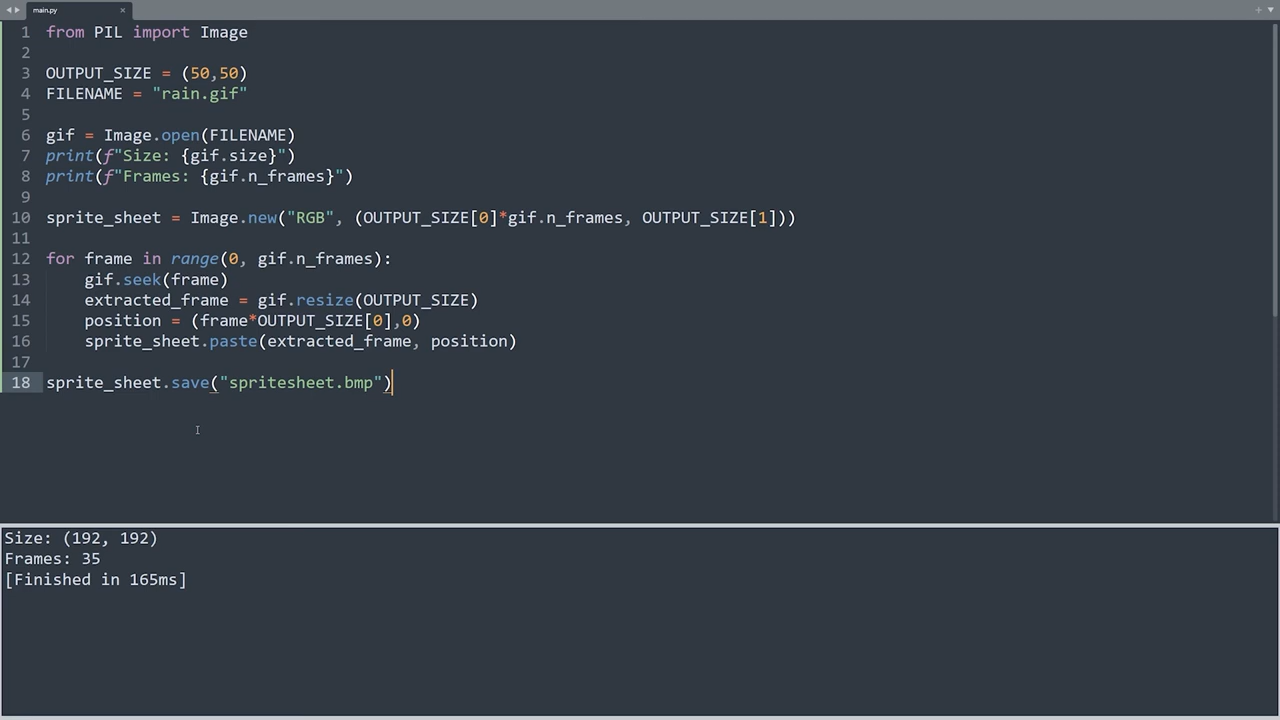 main.py
1 from PIL import Image
2
3 OUTPUT_SIZE = (50,50)
4 FILENAME = "rain.gif"
5
6 gif = Image.open(FILENAME)
7 print(f"Size: {gif.size}")
8 print(f"Frames: {gif.n_frames}")
9
10 sprite_sheet = Image.new("RGB", (OUTPUT_SIZE[0]*gif.n_frames, OUTPUT_SIZE[1]))
11
12 for frame in range(0, gif.n_frames):
13     gif.seek(frame)
14     extracted_frame = gif.resize(OUTPUT_SIZE)
15     position = (frame*OUTPUT_SIZE[0],0)
16     sprite_sheet.paste(extracted_frame, position)
17
18 sprite_sheet.save("spritesheet.bmp")
Size: (192, 192)
Frames: 35
[Finished in 165ms]